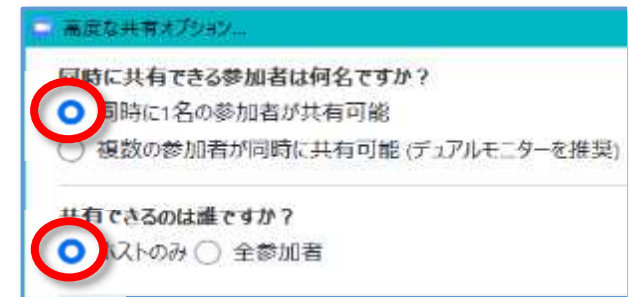 高度な共有オプション...
同時に共有できる参加者は何名ですか？
同時に1名の参加者が共有可能
複数の参加者が同時に共有可能 (デュアルモニターを推奨)
共有できるのは誰ですか？
ホストのみ 全参加者